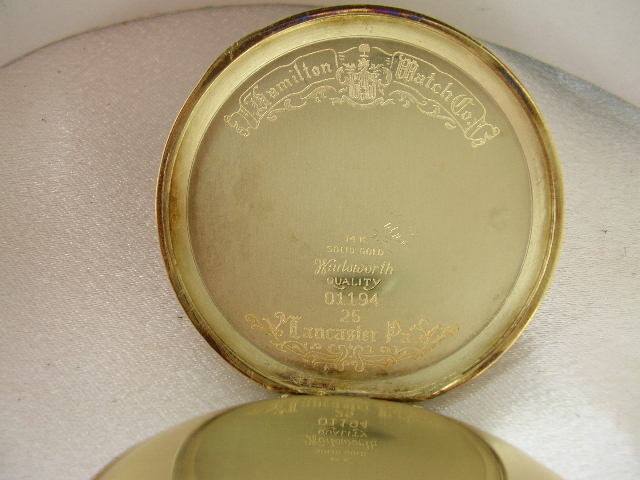 Hamilton Watch Co.
14 K
SOLID GOLD
Wadsworth
QUALITY
01194
25
Lancaster Pa.